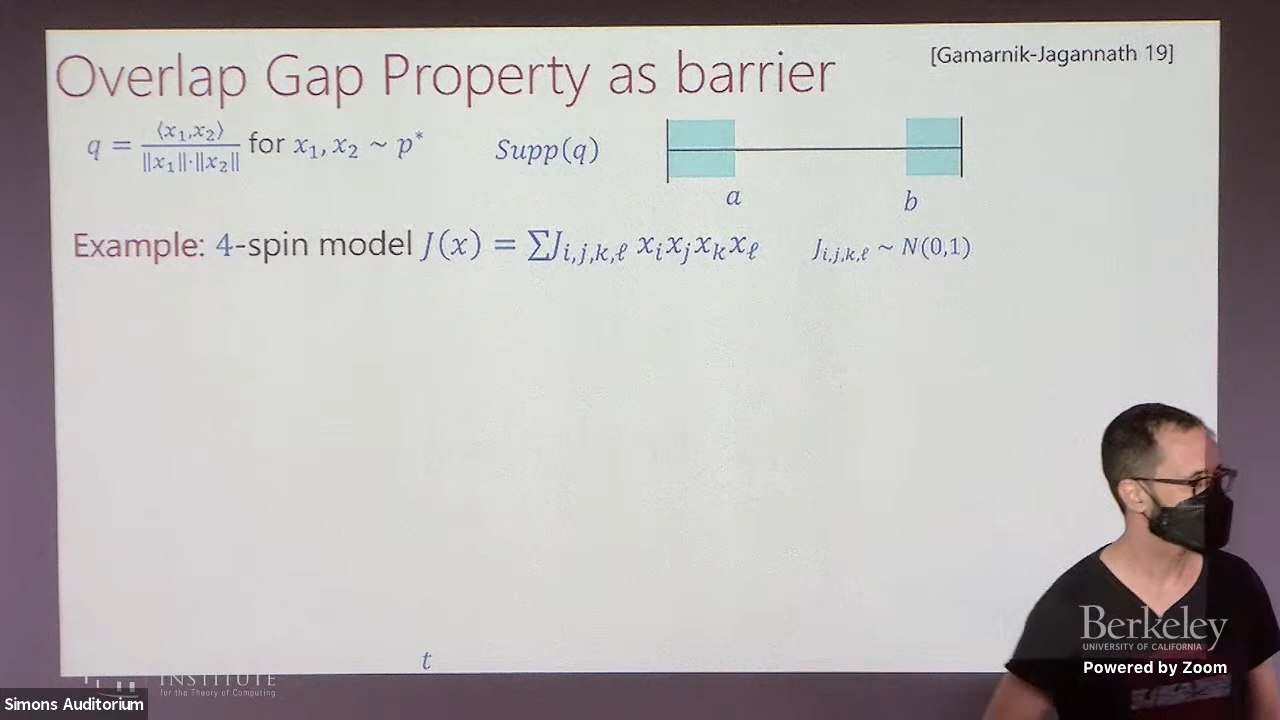 Overlap Gap Property as barrier
[Gamarnik-Jagannath 19]
q = ⟨x₁,x₂⟩ / ‖x₁‖·‖x₂‖ for x₁, x₂ ~ p* Supp(q)
a b
Example: 4-spin model J(x) = ∑J_{i,j,k,ℓ} x_i x_j x_k x_ℓ J_{i,j,k,ℓ} ~ N(0,1)
t
INSTITUTE
for the Theory of Computing
Simons Auditorium
Berkeley
UNIVERSITY OF CALIFORNIA
Powered by Zoom